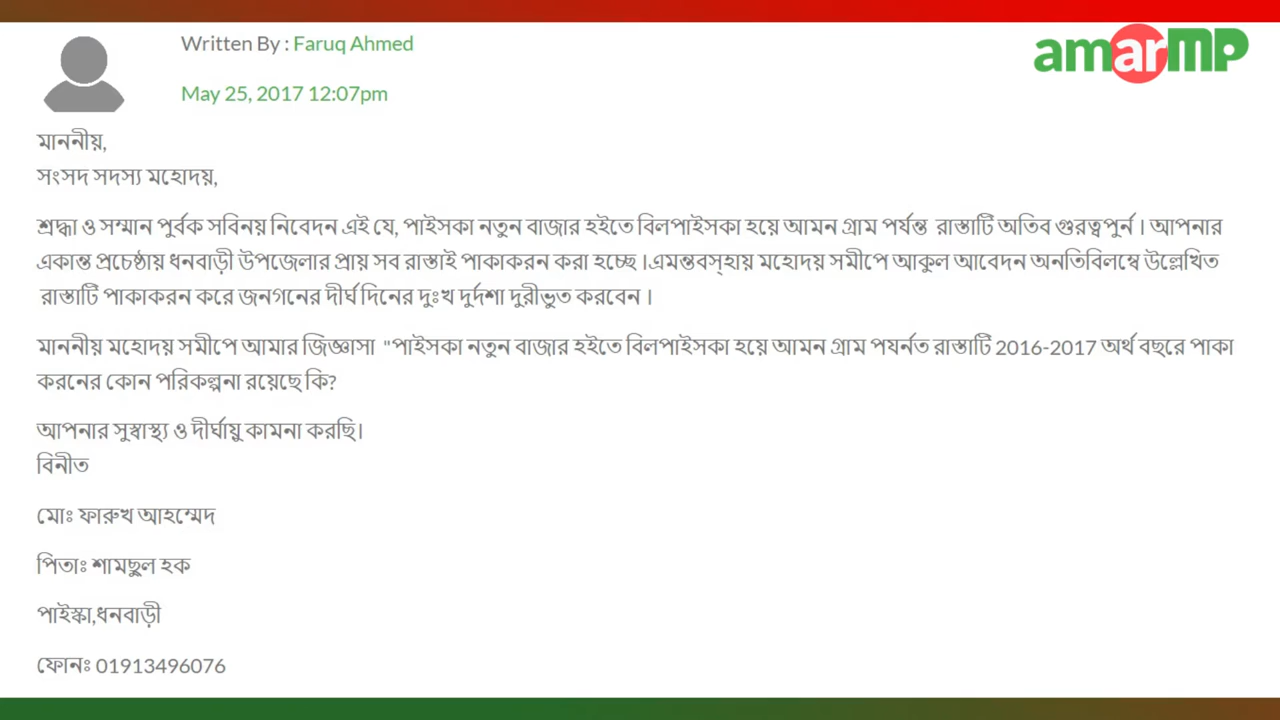 Written By : Faruq Ahmed
amarMP
May 25, 2017 12:07pm
মাননীয়,
সংসদ সদস্য মহোদয়,
শ্রদ্ধা ও সম্মান পুর্বক সবিনয় নিবেদন এই যে, পাইসকা নতুন বাজার হইতে বিলপাইসকা হয়ে আমন গ্রাম পর্যন্ত রাস্তাটি অতিব গুরত্বপুর্ন । আপনার
একান্ত প্রচেষ্ঠায় ধনবাড়ী উপজেলার প্রায় সব রাস্তাই পাকাকরন করা হচ্ছে ।এমন্তবস্হায় মহোদয় সমীপে আকুল আবেদন অনতিবিলম্বে উল্লেখিত
রাস্তাটি পাকাকরন করে জনগনের দীর্ঘ দিনের দুঃখ দুর্দশা দুরীভুত করবেন ।
মাননীয় মহোদয় সমীপে আমার জিজ্ঞাসা "পাইসকা নতুন বাজার হইতে বিলপাইসকা হয়ে আমন গ্রাম পযর্নত রাস্তাটি 2016-2017 অর্থ বছরে পাকা
করনের কোন পরিকল্পনা রয়েছে কি?
আপনার সুস্বাস্থ্য ও দীর্ঘায়ু কামনা করছি।
বিনীত
মোঃ ফারুখ আহম্মেদ
পিতাঃ শামছুল হক
পাইস্কা,ধনবাড়ী
ফোনঃ 01913496076